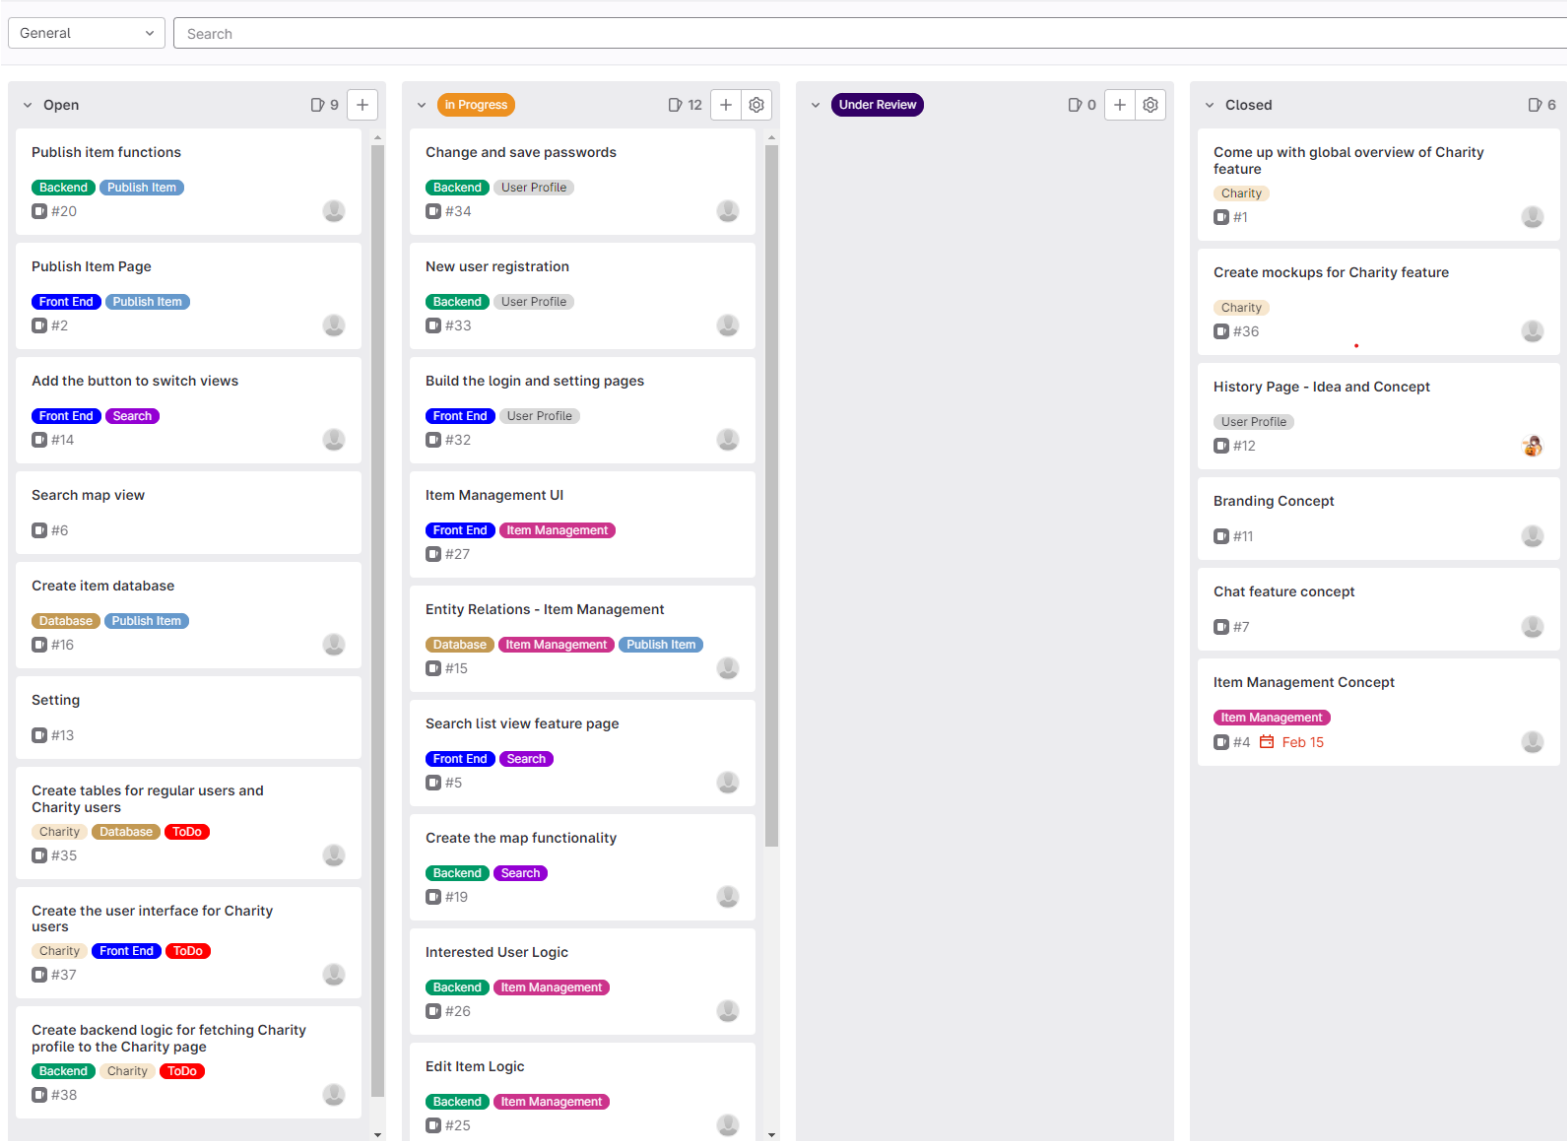 General
Search
Open
9
Publish item functions
Backend Publish Item
#20
Publish Item Page
Front End Publish Item
#2
Add the button to switch views
Front End Search
#14
Search map view
#6
Create item database
Database Publish Item
#16
Setting
#13
Create tables for regular users and
Charity users
Charity Database ToDo
#35
Create the user interface for Charity
users
Charity Front End ToDo
#37
Create backend logic for fetching Charity
profile to the Charity page
Backend Charity ToDo
#38
In Progress
12
Change and save passwords
Backend User Profile
#34
New user registration
Backend User Profile
#33
Build the login and setting pages
Front End User Profile
#32
Item Management UI
Front End Item Management
#27
Entity Relations - Item Management
Database Item Management Publish Item
#15
Search list view feature page
Front End Search
#5
Create the map functionality
Backend Search
#19
Interested User Logic
Backend Item Management
#26
Edit Item Logic
Backend Item Management
#25
Under Review
0
Closed
6
Come up with global overview of Charity
feature
Charity
#1
Create mockups for Charity feature
Charity
#36
History Page - Idea and Concept
User Profile
#12
Branding Concept
#11
Chat feature concept
#7
Item Management Concept
Item Management
#4 Feb 15